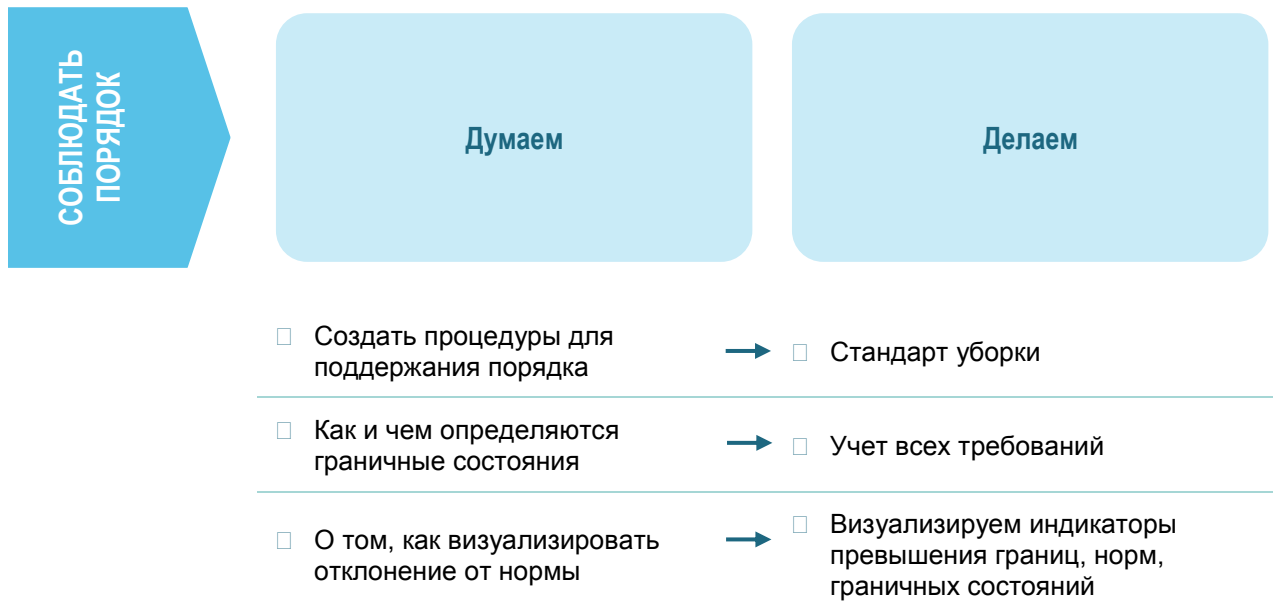 СОБЛЮДАТЬ
ПОРЯДОК
Думаем
Делаем
Создать процедуры для
поддержания порядка
Стандарт уборки
Как и чем определяются
граничные состояния
Учет всех требований
О том, как визуализировать
отклонение от нормы
Визуализируем индикаторы
превышения границ, норм,
граничных состояний